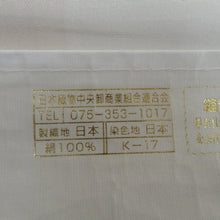 日本織物中央卸商業組合連合会
TEL 075-353-1017
製織地 日本 染色地 日本
絹100% K-17